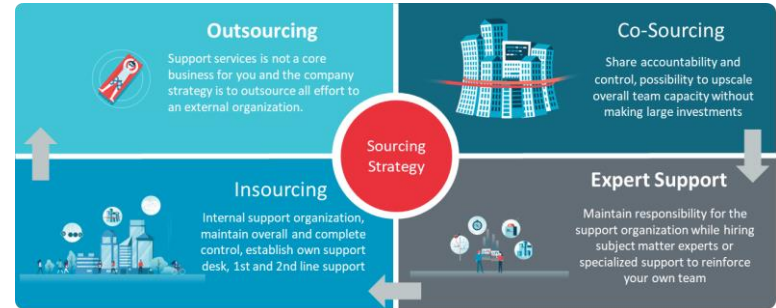 Outsourcing
Support services is not a core
business for you and the company
strategy is to outsource all effort to
an external organization.
Co-Sourcing
Share accountability and
control, possibility to upscale
overall team capacity without
making large investments
Sourcing
Strategy
Insourcing
Internal support organization,
maintain overall and complete
control, establish own support
desk, 1st and 2nd line support
Expert Support
Maintain responsibility for the
support organization while hiring
subject matter experts or
specialized support to reinforce
your own team